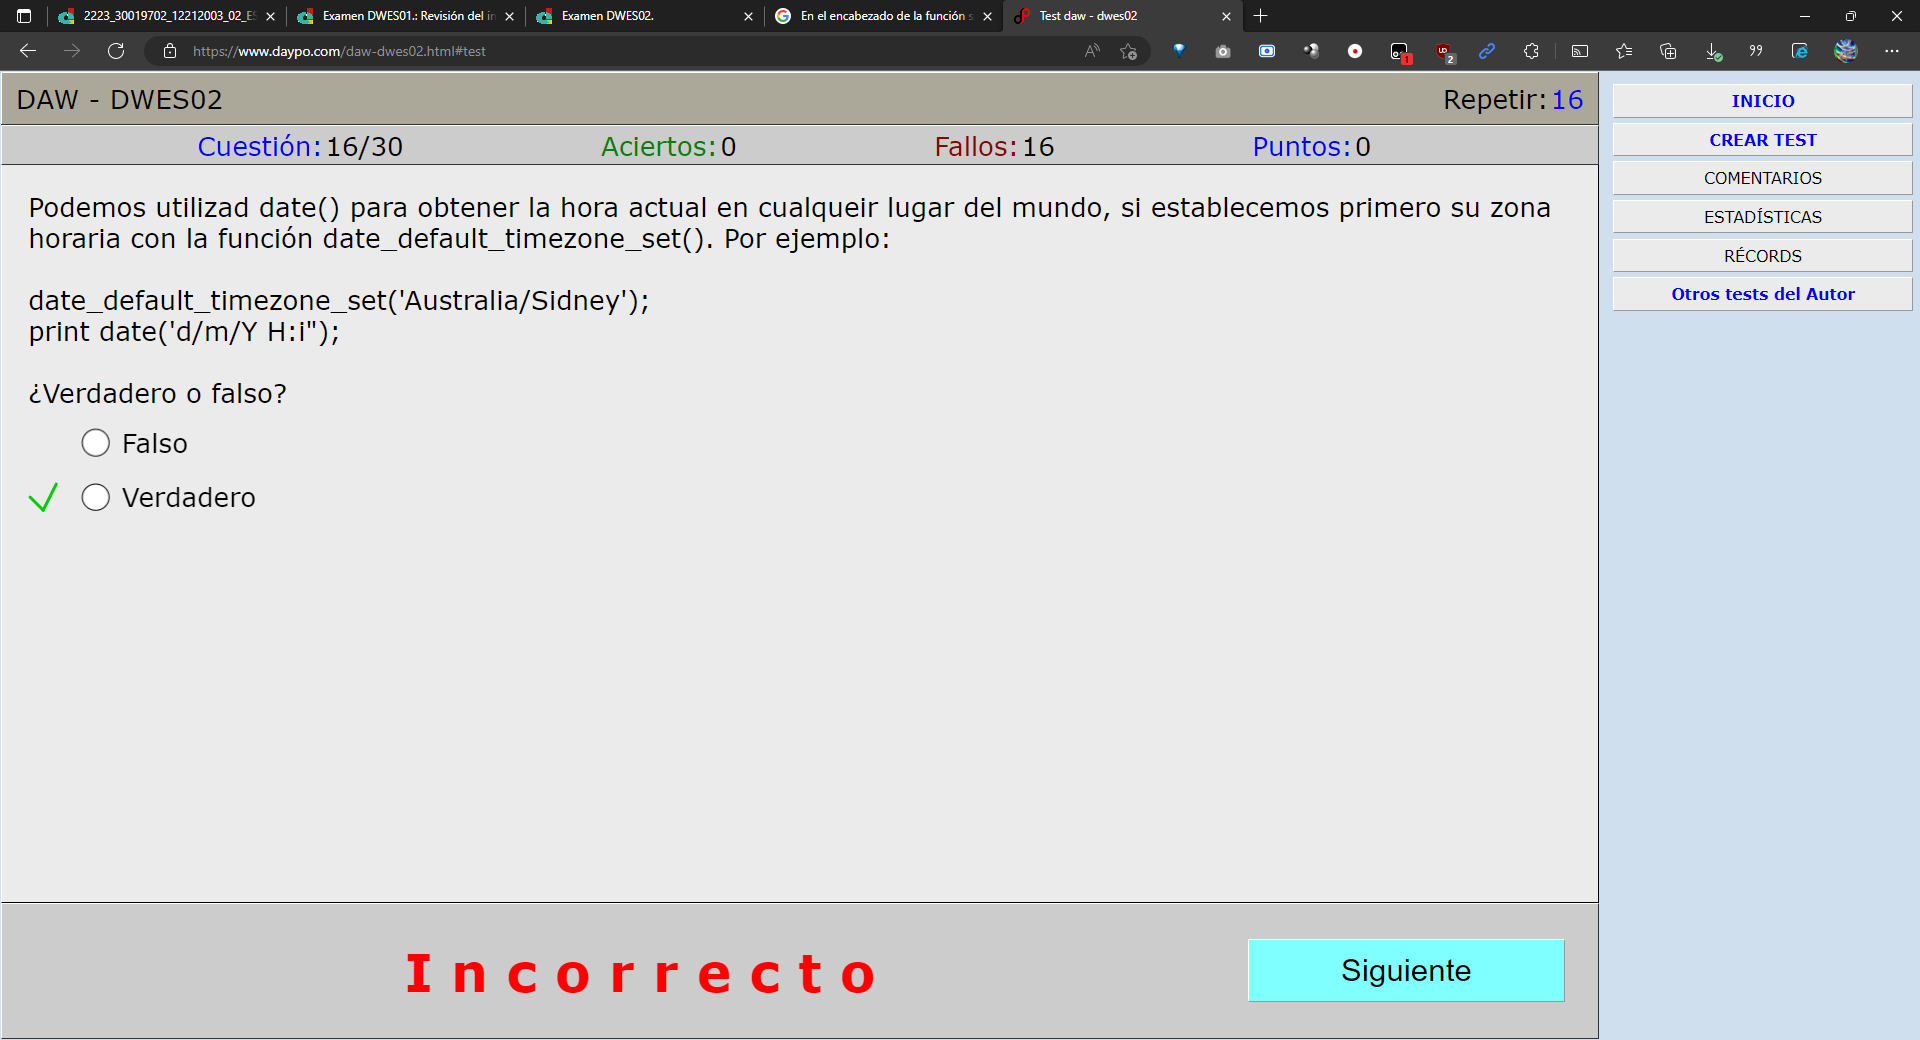 2223_30019702_12212003_02_ES
Examen DWES01.: Revisión del in
Examen DWES02.
En el encabezado de la función s
Test daw - dwes02
https://www.daypo.com/daw-dwes02.html#test
DAW - DWES02
Repetir: 16
Cuestión: 16/30
Aciertos: 0
Fallos: 16
Puntos: 0
Podemos utilizad date() para obtener la hora actual en cualqueir lugar del mundo, si establecemos primero su zona
horaria con la función date_default_timezone_set(). Por ejemplo:
date_default_timezone_set('Australia/Sidney');
print date('d/m/Y H:i");
¿Verdadero o falso?
Falso
Verdadero
Incorrecto
Siguiente
INICIO
CREAR TEST
COMENTARIOS
ESTADÍSTICAS
RÉCORDS
Otros tests del Autor